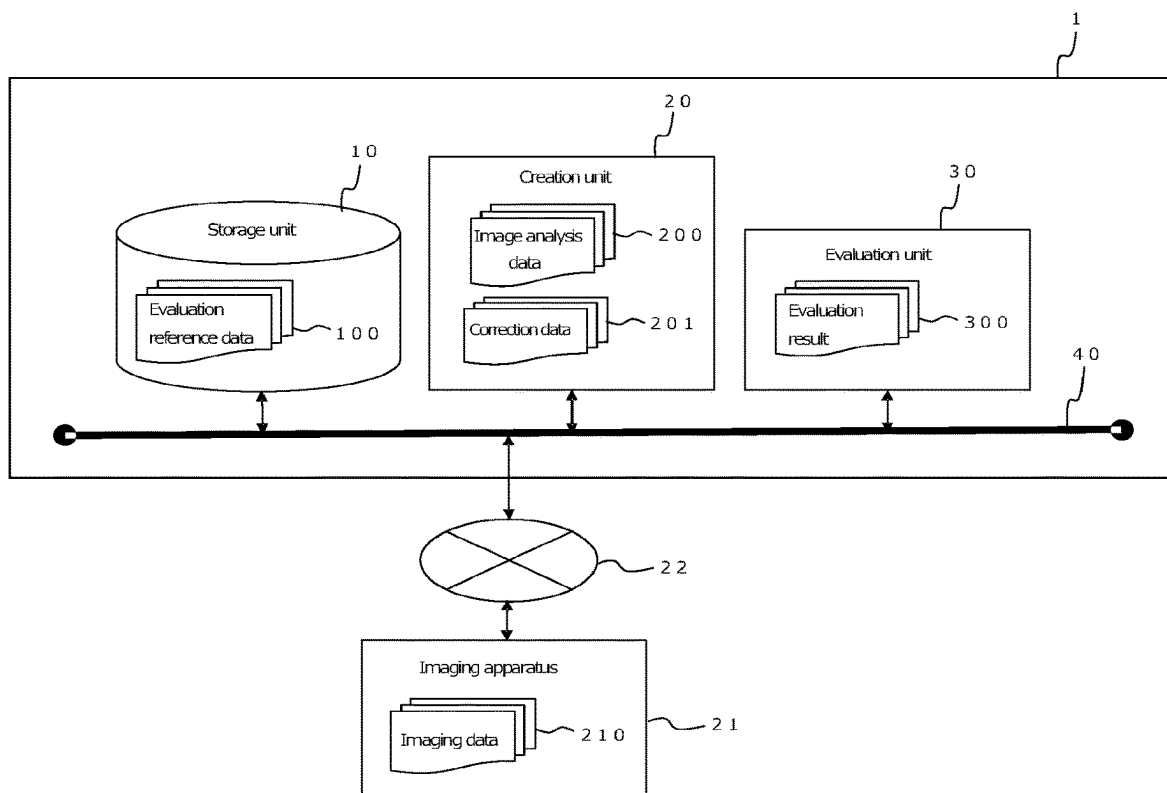 1
20
10
30
Creation unit
Storage unit
Image analysis
data
200
Evaluation unit
Evaluation
reference data
100
Correction data
201
Evaluation
result
300
40
22
Imaging apparatus
Imaging data
210
21